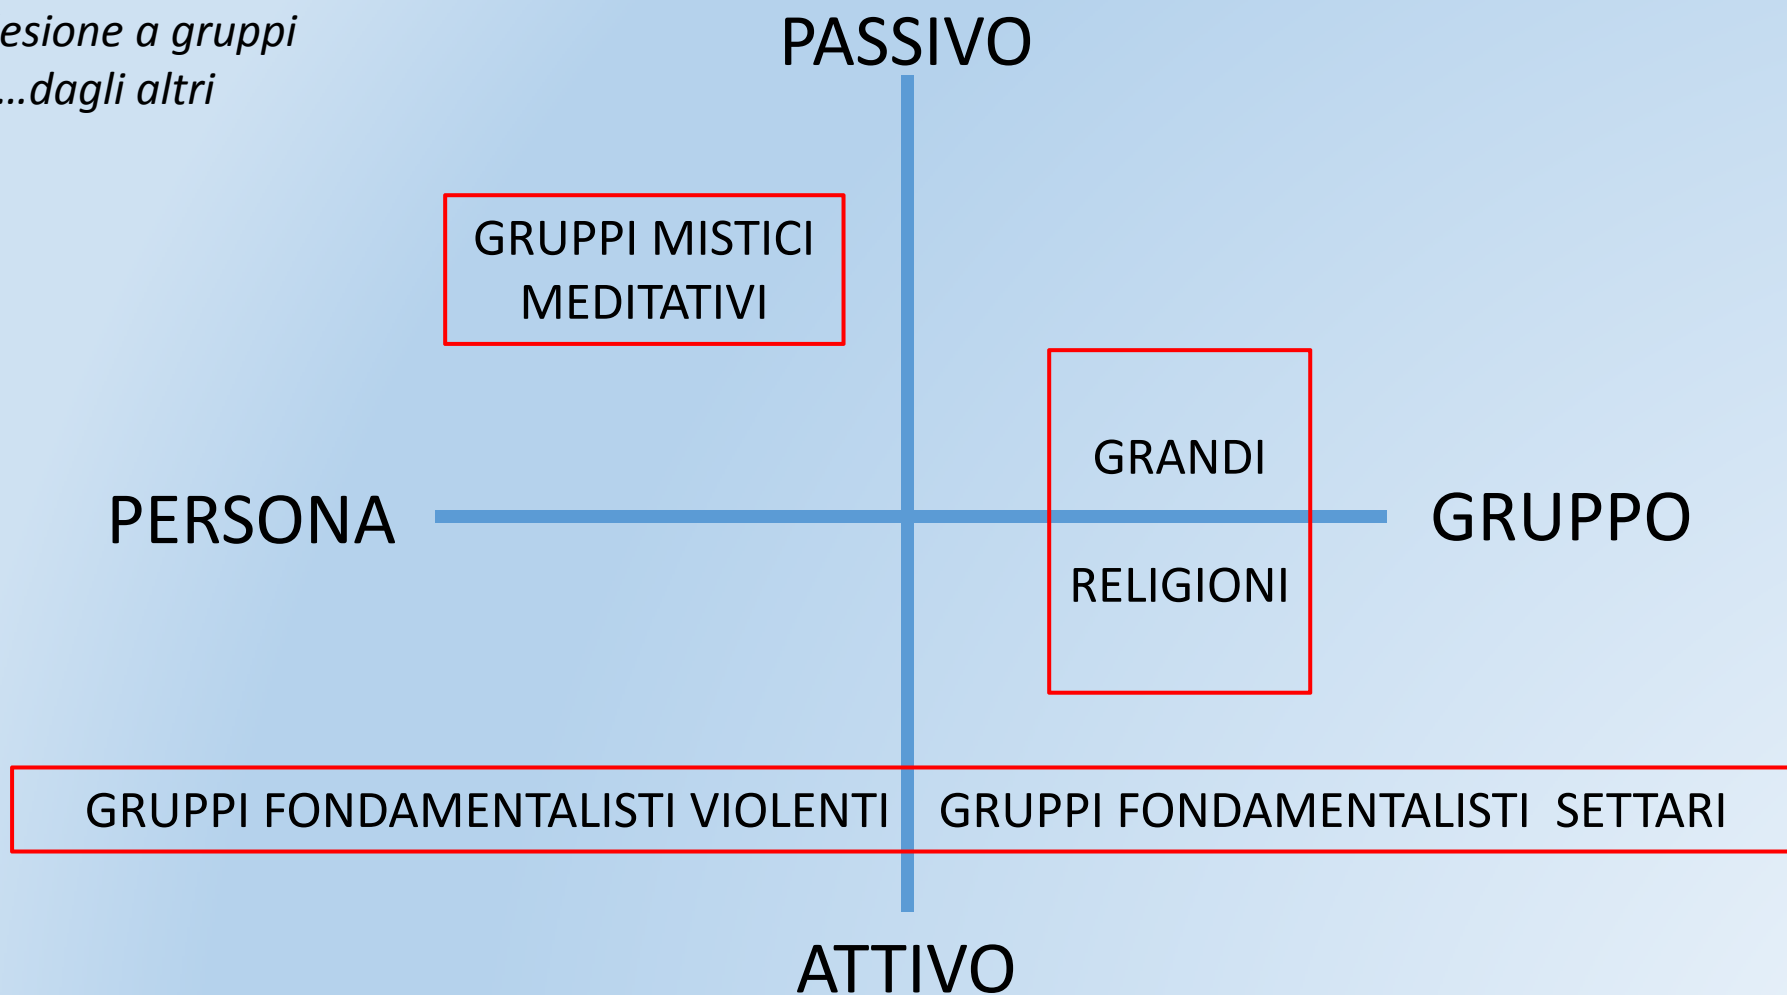 esione a gruppi
...dagli altri
PASSIVO
GRUPPI MISTICI
MEDITATIVI
GRANDI
PERSONA
GRUPPO
RELIGIONI
GRUPPI FONDAMENTALISTI VIOLENTI
GRUPPI FONDAMENTALISTI  SETTARI
ATTIVO